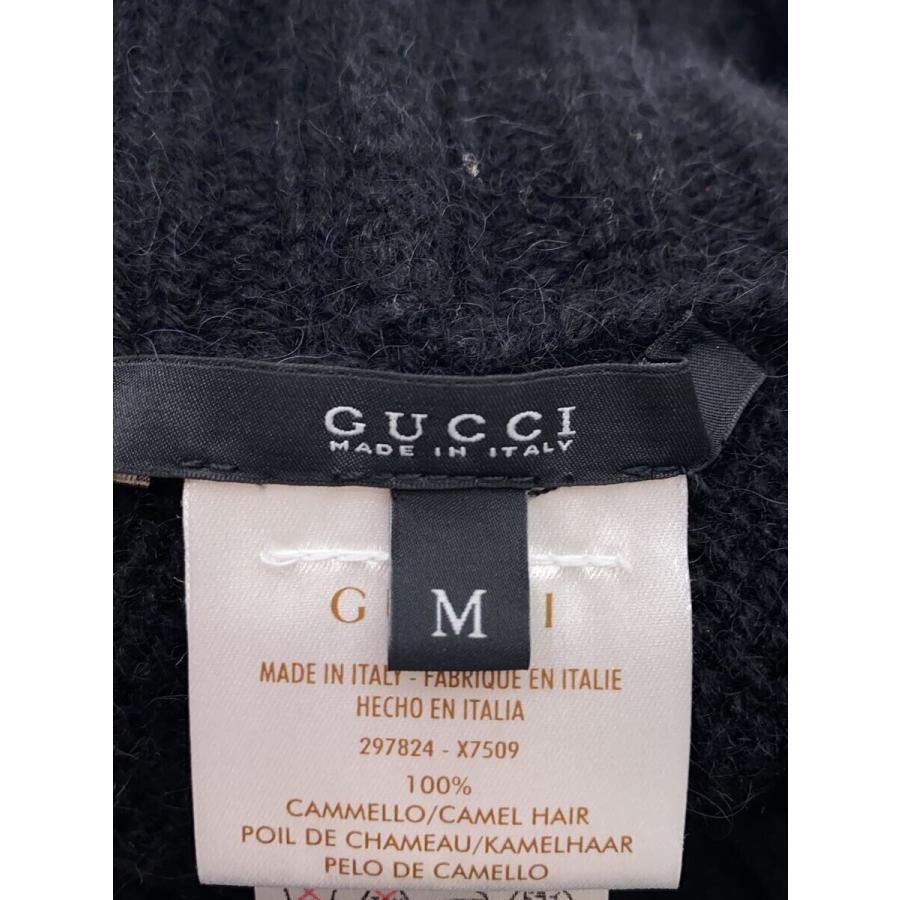 GUCCI
MADE IN ITALY
M
MADE IN ITALY - FABRIQUE EN ITALIE
HECHO EN ITALIA
297824 - X7509
100%
CAMMELLO/CAMEL HAIR
POIL DE CHAMEAU/KAMELHAAR
PELO DE CAMELLO